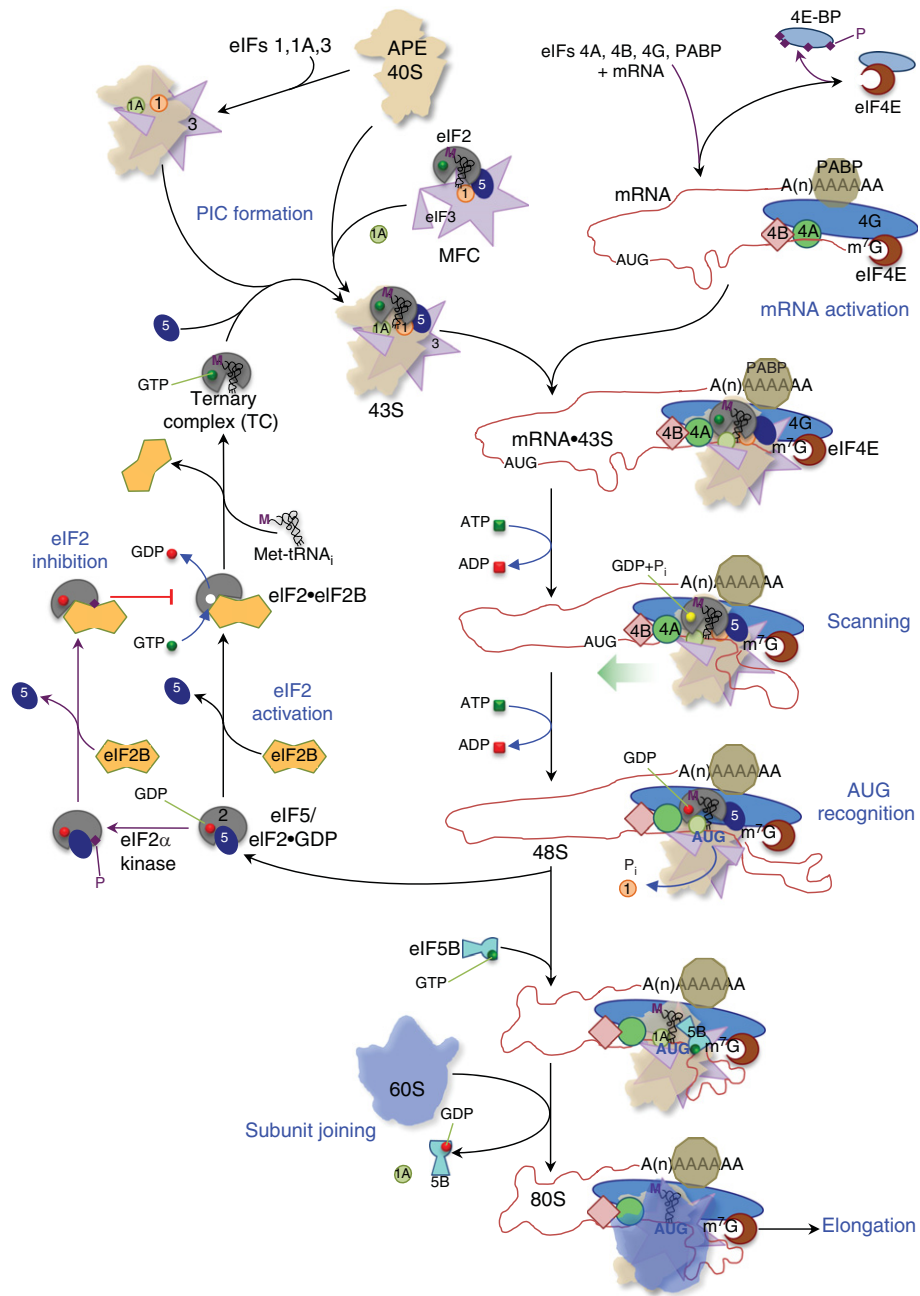 eIFs 1,1A,3
APE
40S
1A
1
3
eIFs 4A, 4B, 4G, PABP
+ mRNA
4E-BP
P
eIF4E
eIF2
M
5
1
eIF3
1A
MFC
PIC formation
mRNA
PABP
A(n)AAAAAA
4G
4B
4A
AUG
m⁷G
eIF4E
mRNA activation
5
M
1A
1
5
3
43S
GTP
M
Ternary
complex (TC)
PABP
A(n)AAAAAA
M
4G
4B
4A
mRNA•43S
AUG
m⁷G
eIF4E
M
Met-tRNAi
eIF2
inhibition
GDP
eIF2•eIF2B
GTP
ATP
ADP
GDP+Pi
A(n)AAAAAA
M
4B
4A
5
AUG
m⁷G
Scanning
5
eIF2B
5
eIF2
activation
eIF2B
ATP
ADP
GDP
A(n)AAAAAA
M
5
AUG
m⁷G
AUG
recognition
GDP
2
5
eIF5/
eIF2•GDP
eIF2α
kinase
P
48S
Pi
1
eIF5B
GTP
A(n)AAAAAA
M
1A
5B
AUG
m⁷G
60S
Subunit joining
GDP
1A
5B
80S
A(n)AAAAAA
M
AUG
m⁷G
Elongation